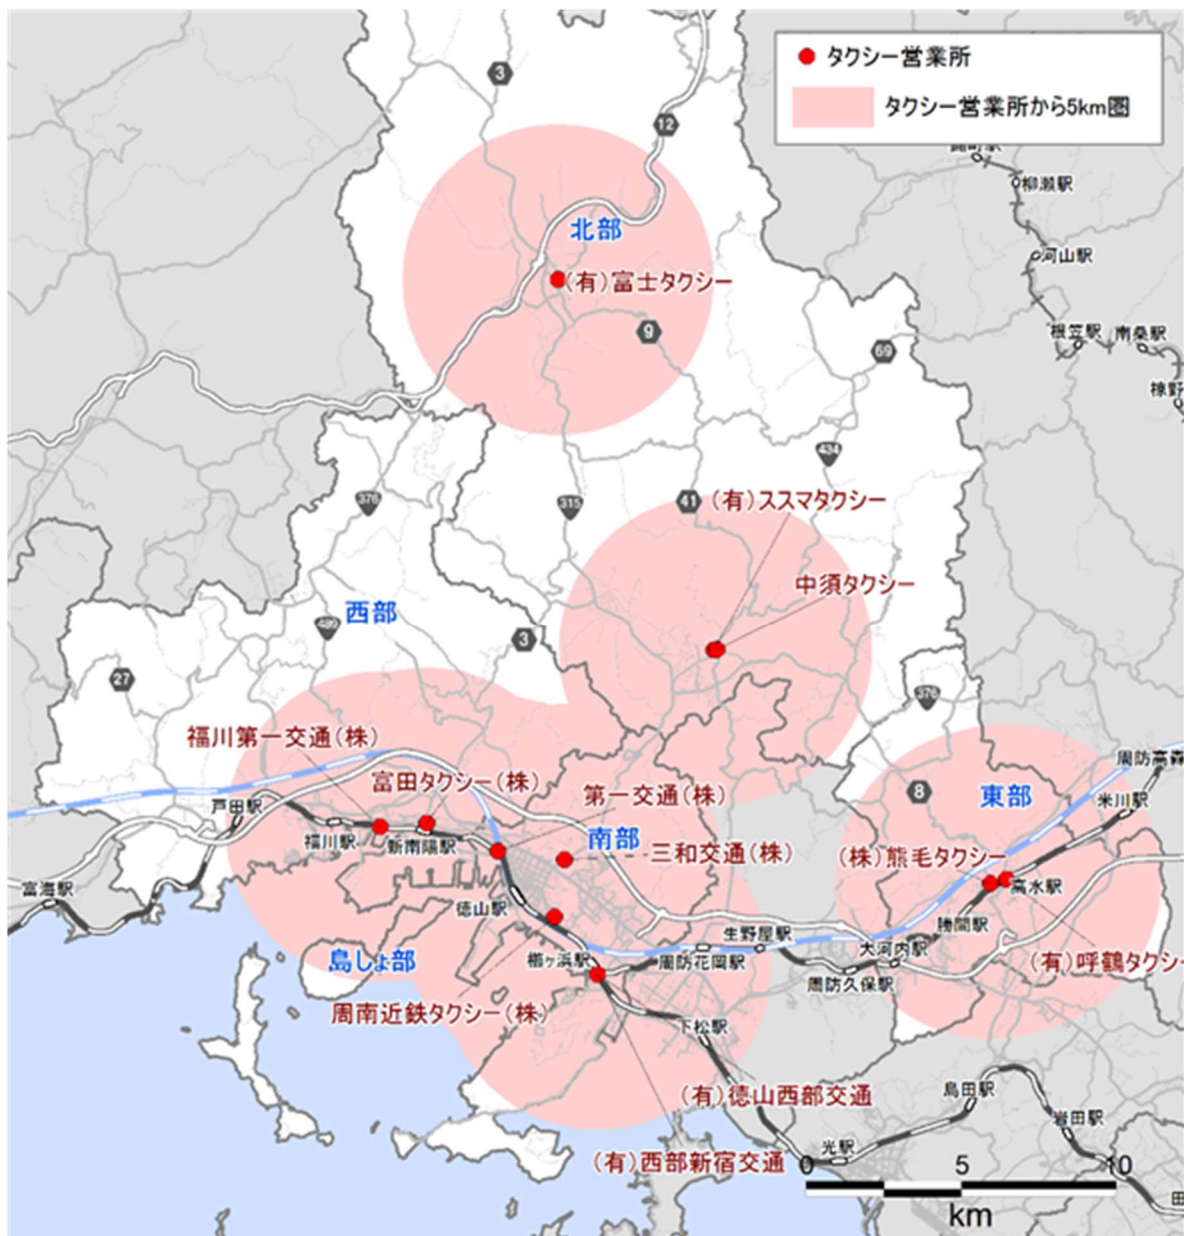 タクシー営業所
タクシー営業所から5km圏
3
12
柳瀬駅
河山駅
北部
(有)富士タクシー
9
根笠駅
南桑駅
69
434
376
315
41
(有)ススマタクシー
中須タクシー
西部
489
3
27
376
福川第一交通(株)
周防高森
富田タクシー(株)
第一交通(株)
8
東部
米川駅
戸田駅
福川駅
新南陽駅
南部
三和交通(株)
(株)熊毛タクシー
高水駅
富海駅
徳山駅
勝間駅
生野屋駅
大河内駅
島しょ部
櫛ヶ浜駅
周防花岡駅
周防久保駅
(有)呼鶴タクシー
周南近鉄タクシー(株)
下松駅
(有)徳山西部交通
島田駅
岩田駅
光駅
(有)西部新宿交通
0 5 10
km
田